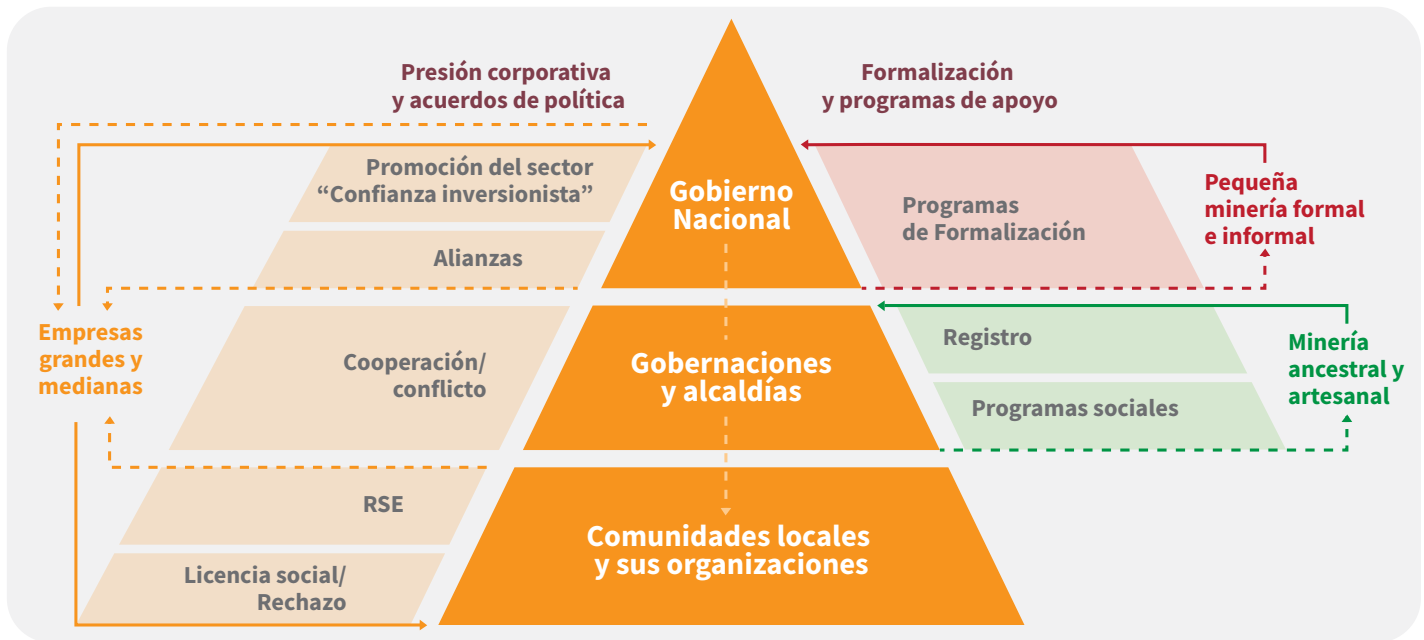 Presión corporativa
y acuerdos de política
Formalización
y programas de apoyo
Promoción del sector
“Confianza inversionista”
Alianzas
Gobierno
Nacional
Programas
de Formalización
Pequeña
minería formal
e informal
Empresas
grandes y
medianas
Cooperación/
conflicto
Gobernaciones
y alcaldías
Registro
Programas sociales
Minería
ancestral y
artesanal
RSE
Licencia social/
Rechazo
Comunidades locales
y sus organizaciones